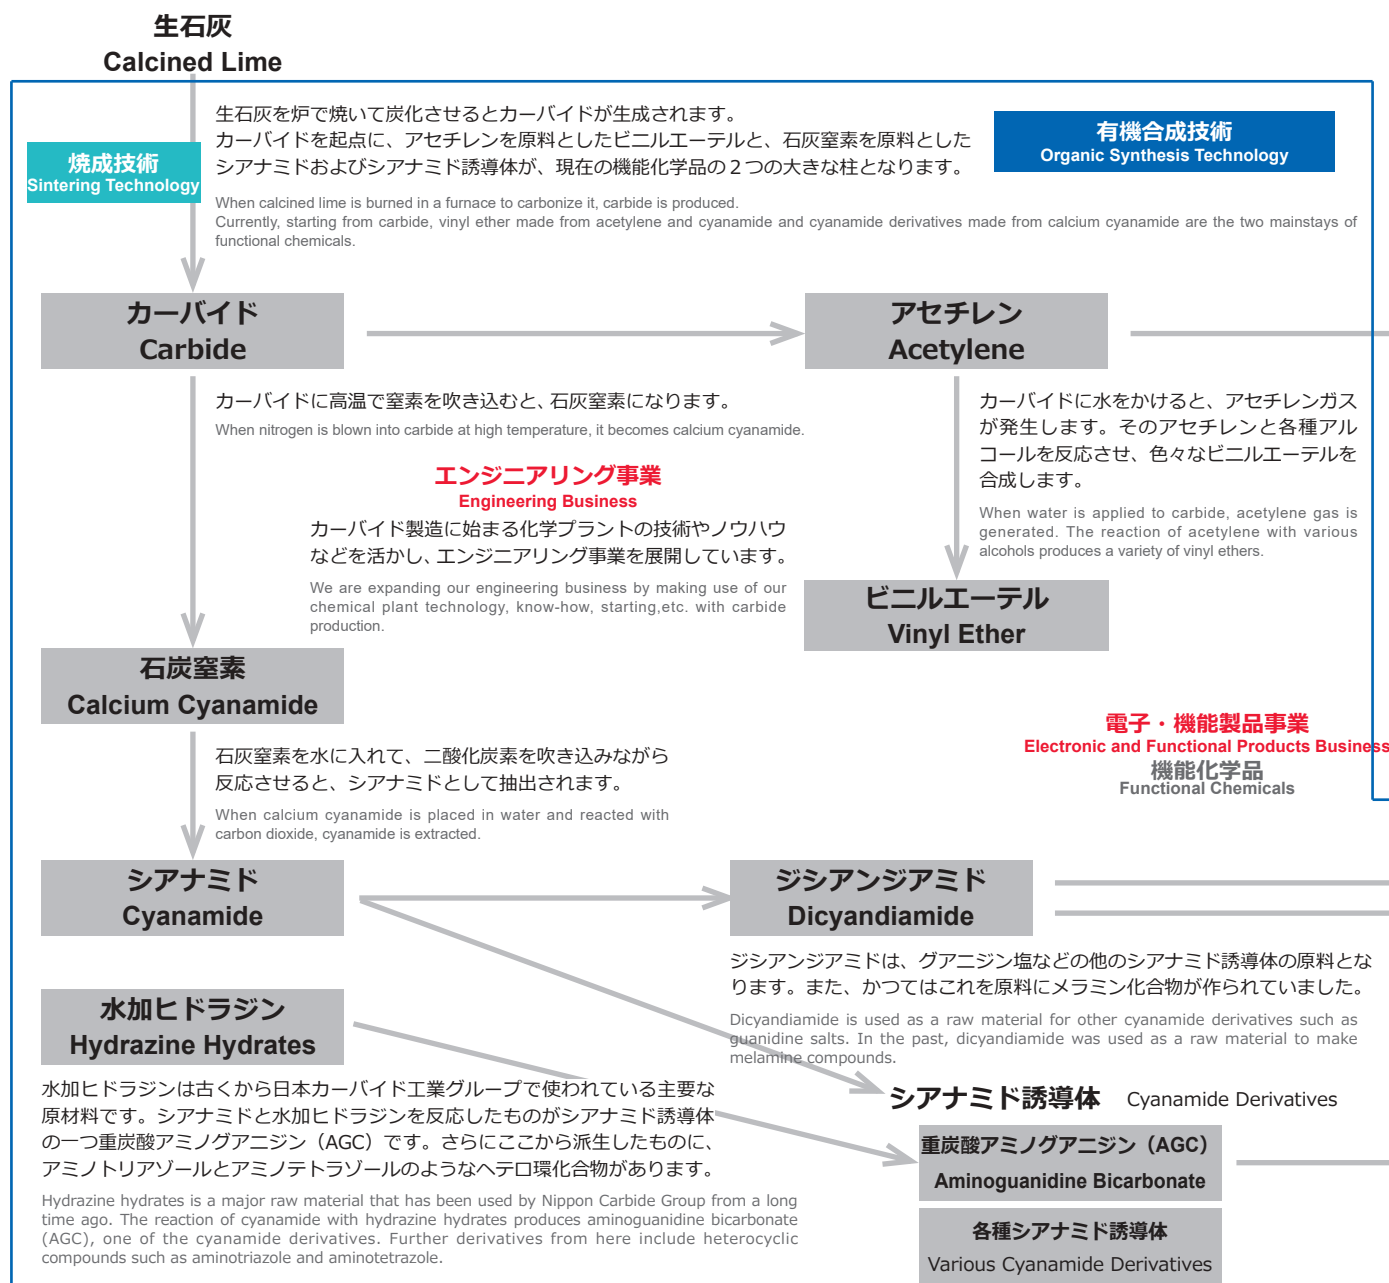 生石灰
Calcined Lime
生石灰を炉で焼いて炭化させるとカーバイドが生成されます。
カーバイドを起点に、アセチレンを原料としたビニルエーテルと、石灰窒素を原料とした
シアナミドおよびシアナミド誘導体が、現在の機能化学品の２つの大きな柱となります。
When calcined lime is burned in a furnace to carbonize it, carbide is produced.
Currently, starting from carbide, vinyl ether made from acetylene and cyanamide and cyanamide derivatives made from calcium cyanamide are the two mainstays of
functional chemicals.
焼成技術
Sintering Technology
有機合成技術
Organic Synthesis Technology
カーバイド
Carbide
アセチレン
Acetylene
カーバイドに高温で窒素を吹き込むと、石灰窒素になります。
When nitrogen is blown into carbide at high temperature, it becomes calcium cyanamide.
エンジニアリング事業
Engineering Business
カーバイド製造に始まる化学プラントの技術やノウハウ
などを活かし、エンジニアリング事業を展開しています。
We are expanding our engineering business by making use of our
chemical plant technology, know-how, starting,etc. with carbide
production.
カーバイドに水をかけると、アセチレンガス
が発生します。そのアセチレンと各種アル
コールを反応させ、色々なビニルエーテルを
合成します。
When water is applied to carbide, acetylene gas is
generated. The reaction of acetylene with various
alcohols produces a variety of vinyl ethers.
ビニルエーテル
Vinyl Ether
石炭窒素
Calcium Cyanamide
石灰窒素を水に入れて、二酸化炭素を吹き込みながら
反応させると、シアナミドとして抽出されます。
When calcium cyanamide is placed in water and reacted with
carbon dioxide, cyanamide is extracted.
電子・機能製品事業
Electronic and Functional Products Business
機能化学品
Functional Chemicals
シアナミド
Cyanamide
ジシアンジアミド
Dicyandiamide
ジシアンジアミドは、グアニジン塩などの他のシアナミド誘導体の原料とな
ります。また、かつてはこれを原料にメラミン化合物が作られていました。
Dicyandiamide is used as a raw material for other cyanamide derivatives such as
guanidine salts. In the past, dicyandiamide was used as a raw material to make
melamine compounds.
水加ヒドラジン
Hydrazine Hydrates
水加ヒドラジンは古くから日本カーバイド工業グループで使われている主要な
原材料です。シアナミドと水加ヒドラジンを反応したものがシアナミド誘導体
の一つ重炭酸アミノグアニジン（AGC）です。さらにここから派生したものに、
アミノトリアゾールとアミノテトラゾールのようなヘテロ環化合物があります。
Hydrazine hydrates is a major raw material that has been used by Nippon Carbide Group from a long
time ago. The reaction of cyanamide with hydrazine hydrates produces aminoguanidine bicarbonate
(AGC), one of the cyanamide derivatives. Further derivatives from here include heterocyclic
compounds such as aminotriazole and aminotetrazole.
シアナミド誘導体 Cyanamide Derivatives
重炭酸アミノグアニジン（AGC）
Aminoguanidine Bicarbonate
各種シアナミド誘導体
Various Cyanamide Derivatives